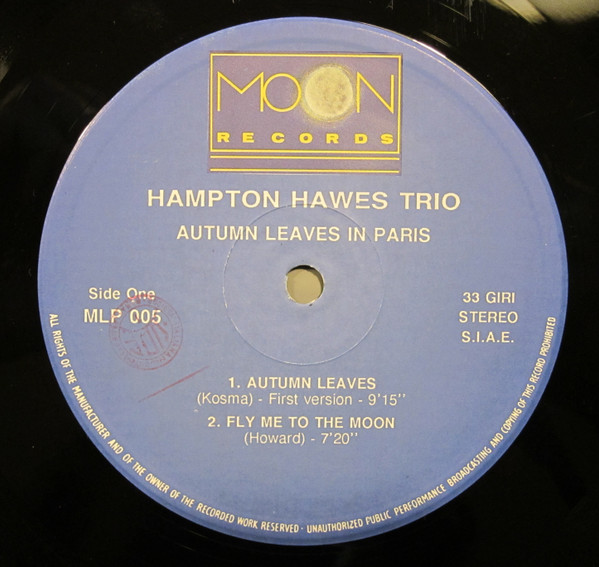 MOON
RECORDS
HAMPTON HAWES TRIO
AUTUMN LEAVES IN PARIS
Side One
MLP 005
33 GIRI
STEREO
S.I.A.E.
1. AUTUMN LEAVES
(Kosma) - First version - 9'15''
2. FLY ME TO THE MOON
(Howard) - 7'20''
ALL RIGHTS OF THE MANUFACTURER AND OF THE OWNER OF THE RECORDED WORK RESERVED - UNAUTHORIZED PUBLIC PERFORMANCE BROADCASTING AND COPYING OF THIS RECORD PROHIBITED